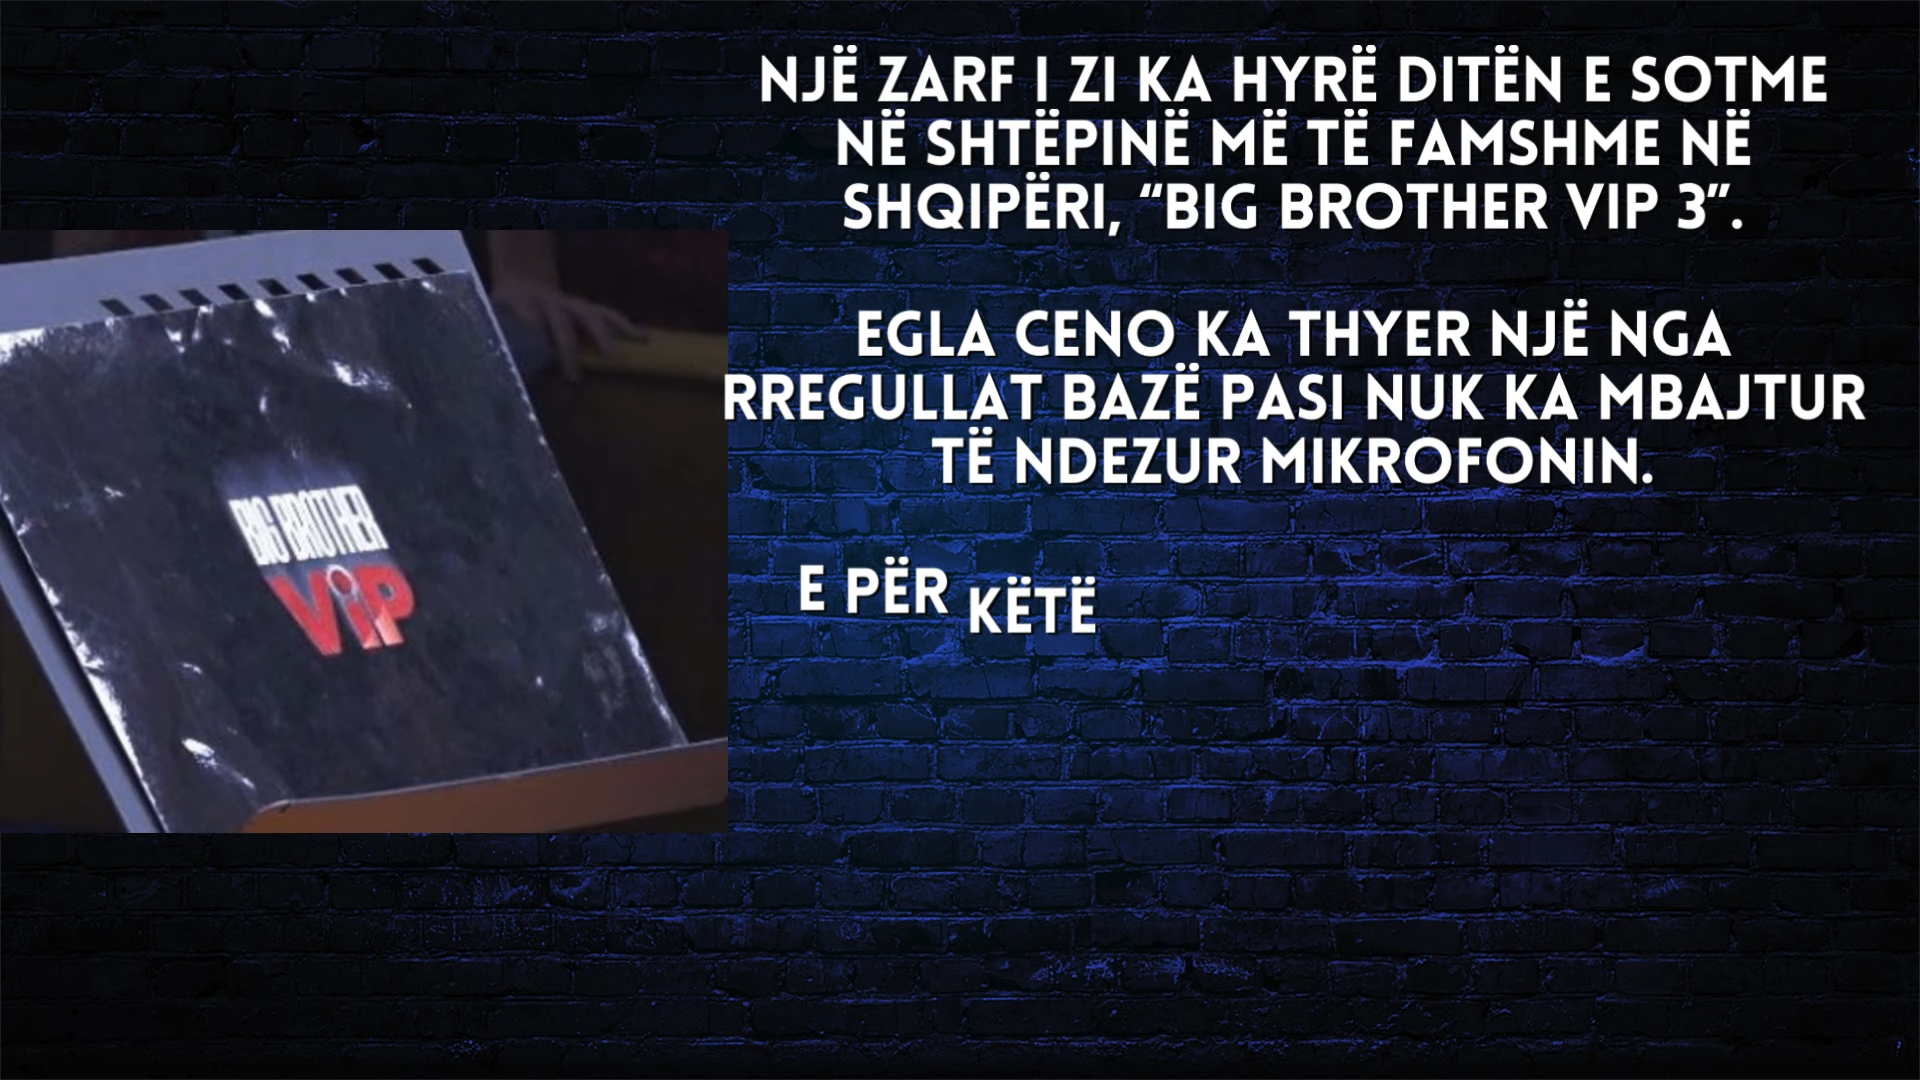 NJË ZARF I ZI KA HYRË DITËN E SOTME
NË SHTËPINË MË TË FAMSHME NË
SHQIPËRI, “BIG BROTHER VIP 3”.
EGLA CENO KA THYER NJË NGA
RREGULLAT BAZË PASI NUK KA MBAJTUR
TË NDEZUR MIKROFONIN.
E PËR KËTË
BIG BROTHER
VIP